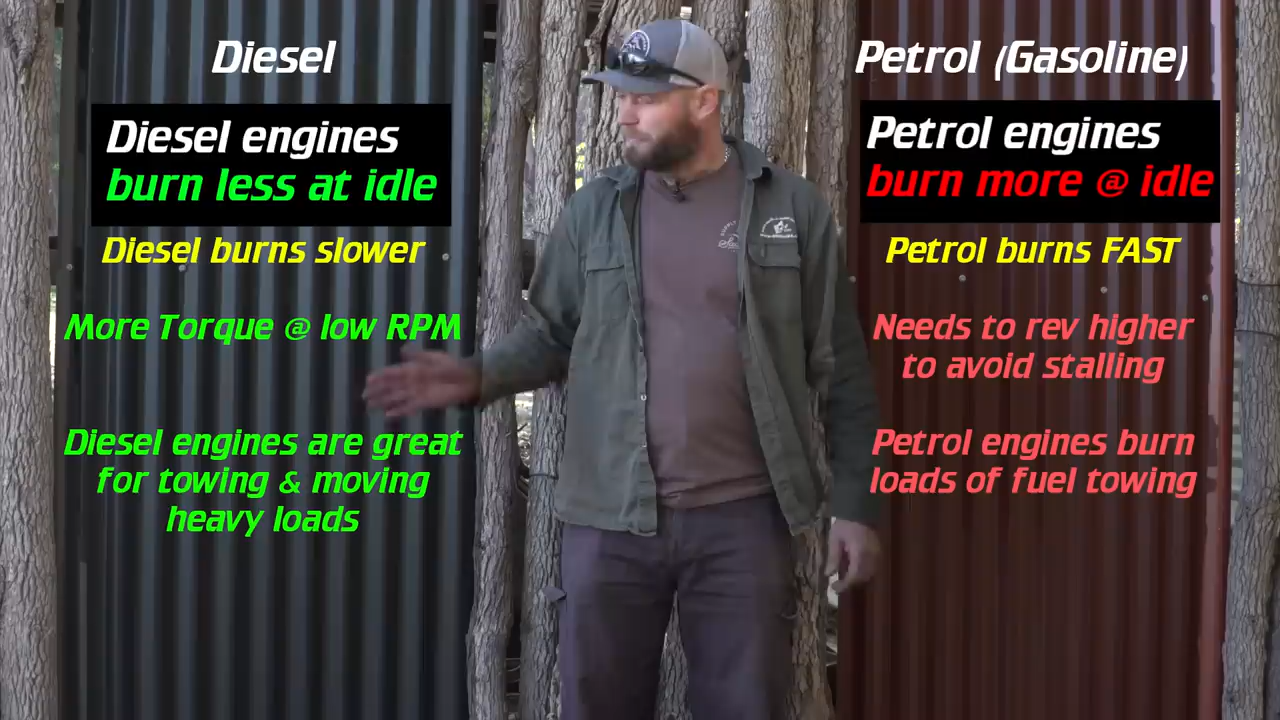 Diesel
Diesel engines
burn less at idle
Diesel burns slower
More Torque @ low RPM
Diesel engines are great
for towing & moving
heavy loads
Petrol (Gasoline)
Petrol engines
burn more @ idle
Petrol burns FAST
Needs to rev higher
to avoid stalling
Petrol engines burn
loads of fuel towing